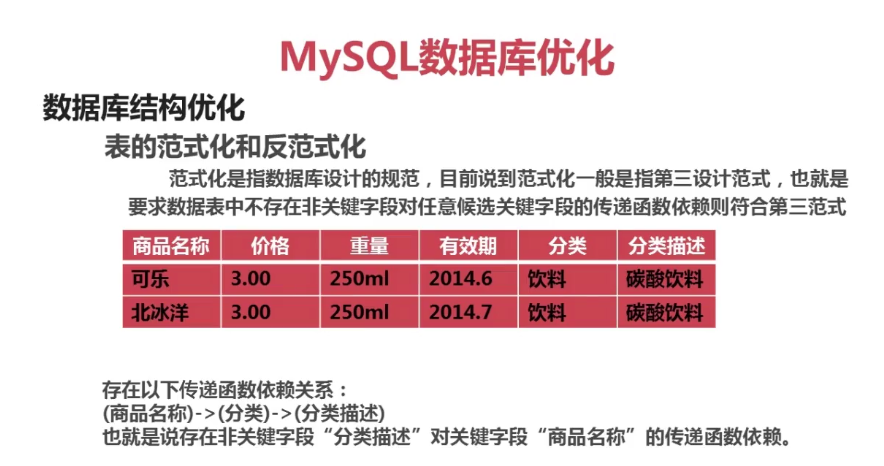 MySQL数据库优化
数据库结构优化
表的范式化和反范式化
范式化是指数据库设计的规范，目前说到范式化一般是指第三设计范式，也就是
要求数据表中不存在非关键字段对任意候选关键字段的传递函数依赖则符合第三范式
商品名称 价格 重量 有效期 分类 分类描述
可乐 3.00 250ml 2014.6 饮料 碳酸饮料
北冰洋 3.00 250ml 2014.7 饮料 碳酸饮料
存在以下传递函数依赖关系：
(商品名称)->(分类)->(分类描述)
也就是说存在非关键字段“分类描述”对关键字段“商品名称”的传递函数依赖。